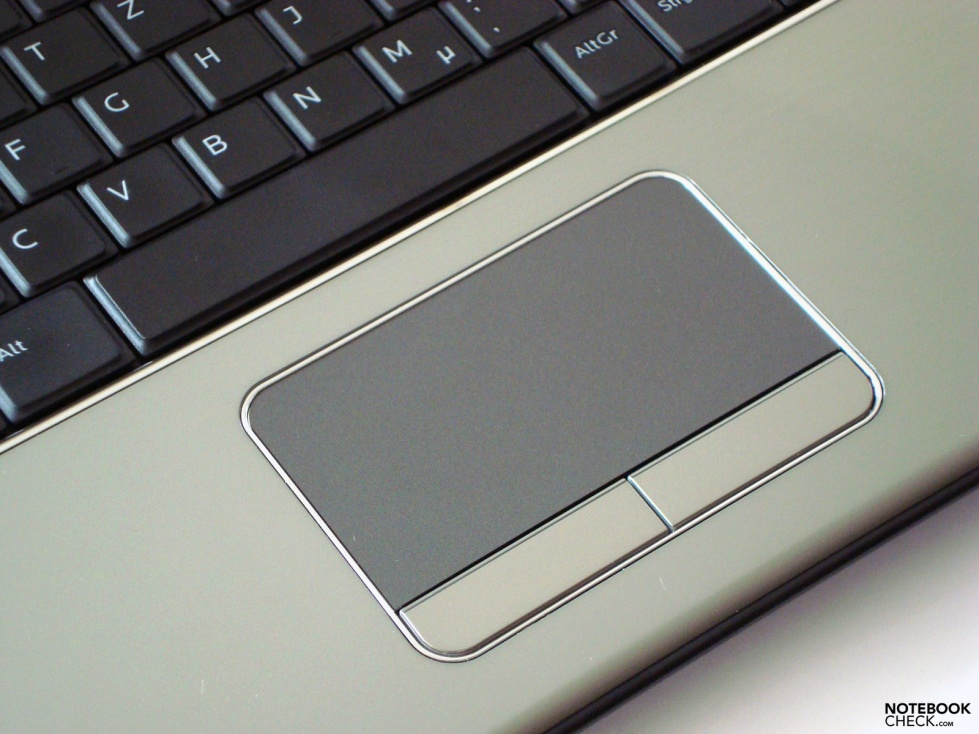 T Z
F G H J
C V B N M µ ; ,
Alt AltGr
NOTEBOOK
CHECK.COM